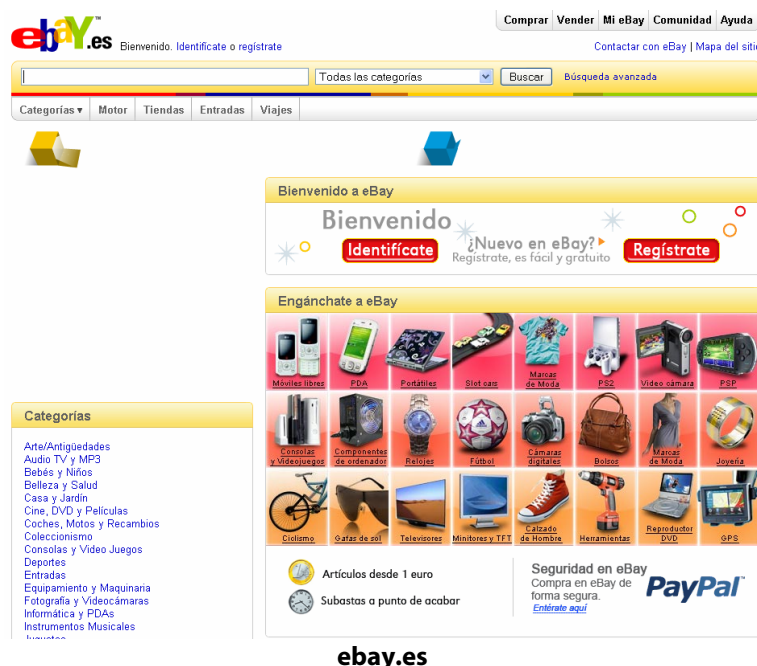 Comprar Vender Mi eBay Comunidad Ayuda
ebY™.es Bienvenido. Identifícate o regístrate
Contactar con eBay | Mapa del siti
Todas las categorías Buscar Búsqueda avanzada
Categorías Motor Tiendas Entradas Viajes
Bienvenido a eBay
Bienvenido
Identifícate ¿Nuevo en eBay? Regístrate
Regístrate, es fácil y gratuito
Engánchate a eBay
Móviles libres PDA Portátiles Slot cars Marcas de Moda PS2 Video cámara PSP
Consolas y Videojuegos Componentes de ordenador Relojes Fútbol Cámaras digitales Bolsos Marcas de Moda Joyería
Ciclismo Gafas de sol Televisores Minitores y TFT Calzado de Hombre Herramientas Reproductor DVD GPS
Categorías
Arte/Antigüedades
Audio TV y MP3
Bebés y Niños
Belleza y Salud
Casa y Jardín
Cine, DVD y Películas
Coches, Motos y Recambios
Coleccionismo
Consolas y Video Juegos
Deportes
Entradas
Equipamiento y Maquinaria
Fotografía y Videocámaras
Informática y PDAs
Instrumentos Musicales
Artículos desde 1 euro
Subastas a punto de acabar
Seguridad en eBay
Compra en eBay de
forma segura.
Entérate aquí
PayPal™
ebay.es